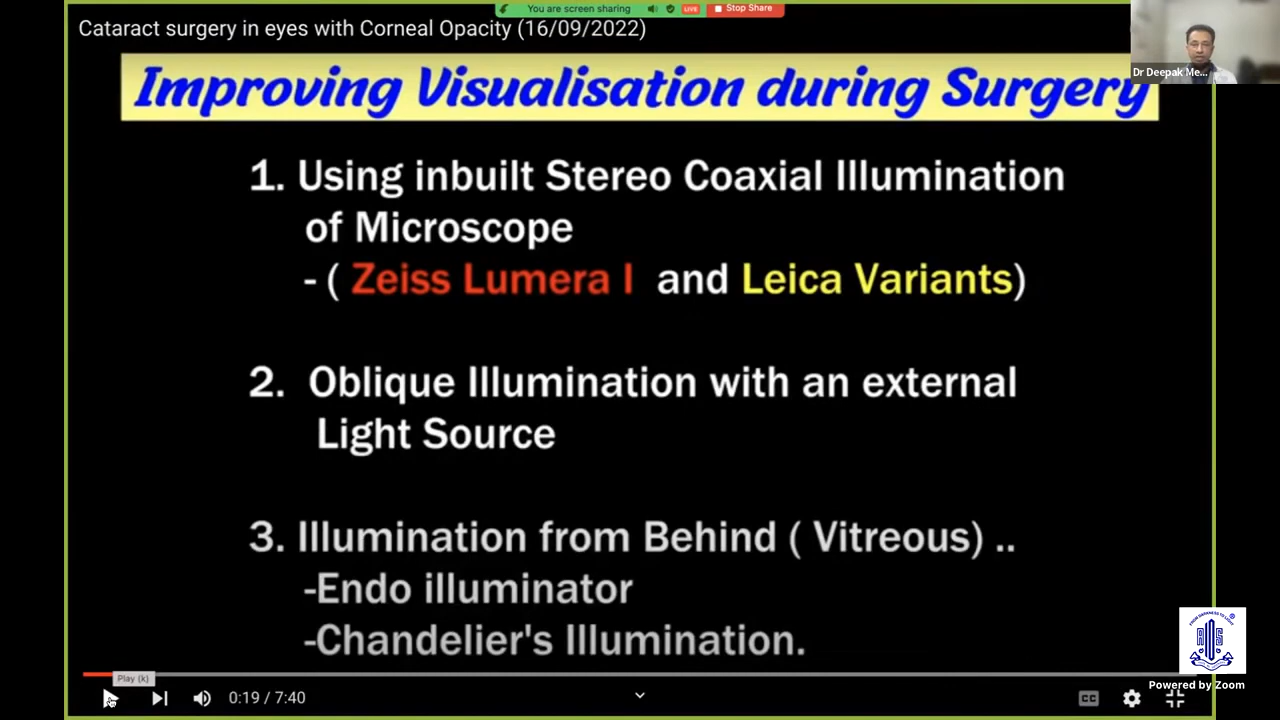 You are screen sharing
LIVE
Stop Share
Cataract surgery in eyes with Corneal Opacity (16/09/2022)
Dr Deepak Me...
Improving Visualisation during Surgery
1. Using inbuilt Stereo Coaxial Illumination
of Microscope
- ( Zeiss Lumera I and Leica Variants)
2. Oblique Illumination with an external
Light Source
3. Illumination from Behind ( Vitreous) ..
-Endo illuminator
-Chandelier's Illumination.
Play (k)
0:19 / 7:40
CC
Powered by Zoom